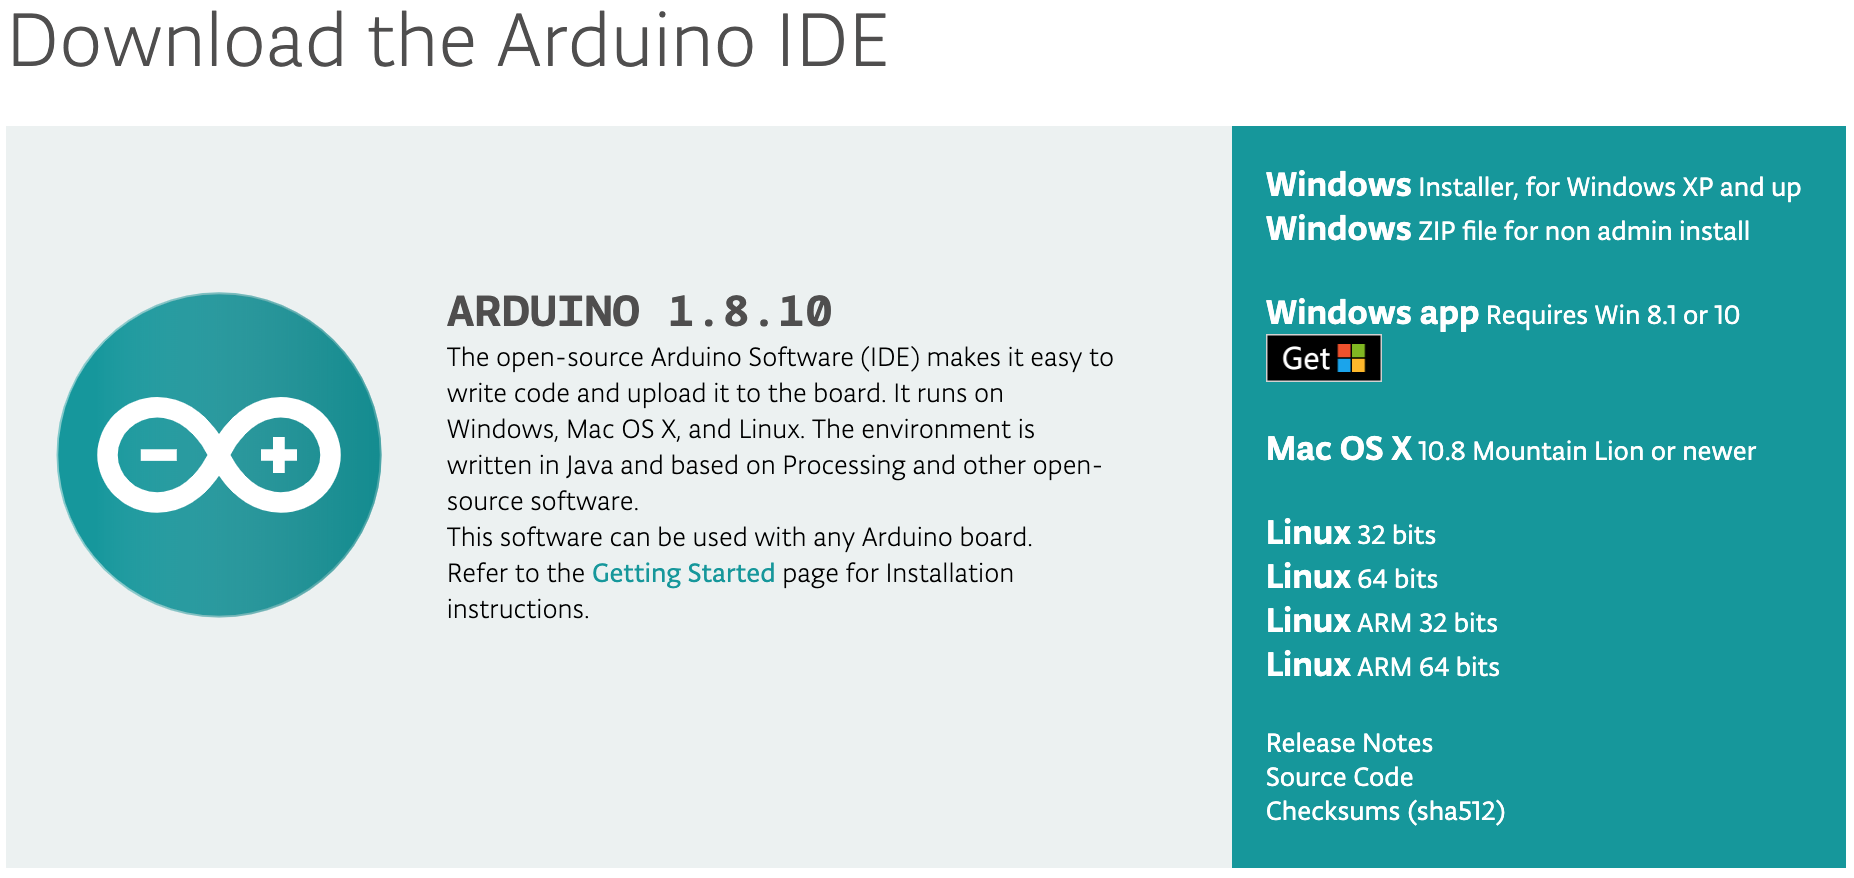 Download the Arduino IDE
ARDUINO 1.8.10
The open-source Arduino Software (IDE) makes it easy to
write code and upload it to the board. It runs on
Windows, Mac OS X, and Linux. The environment is
written in Java and based on Processing and other open-
source software.
This software can be used with any Arduino board.
Refer to the Getting Started page for Installation
instructions.
Windows Installer, for Windows XP and up
Windows ZIP file for non admin install
Windows app Requires Win 8.1 or 10
Get
Mac OS X 10.8 Mountain Lion or newer
Linux 32 bits
Linux 64 bits
Linux ARM 32 bits
Linux ARM 64 bits
Release Notes
Source Code
Checksums (sha512)